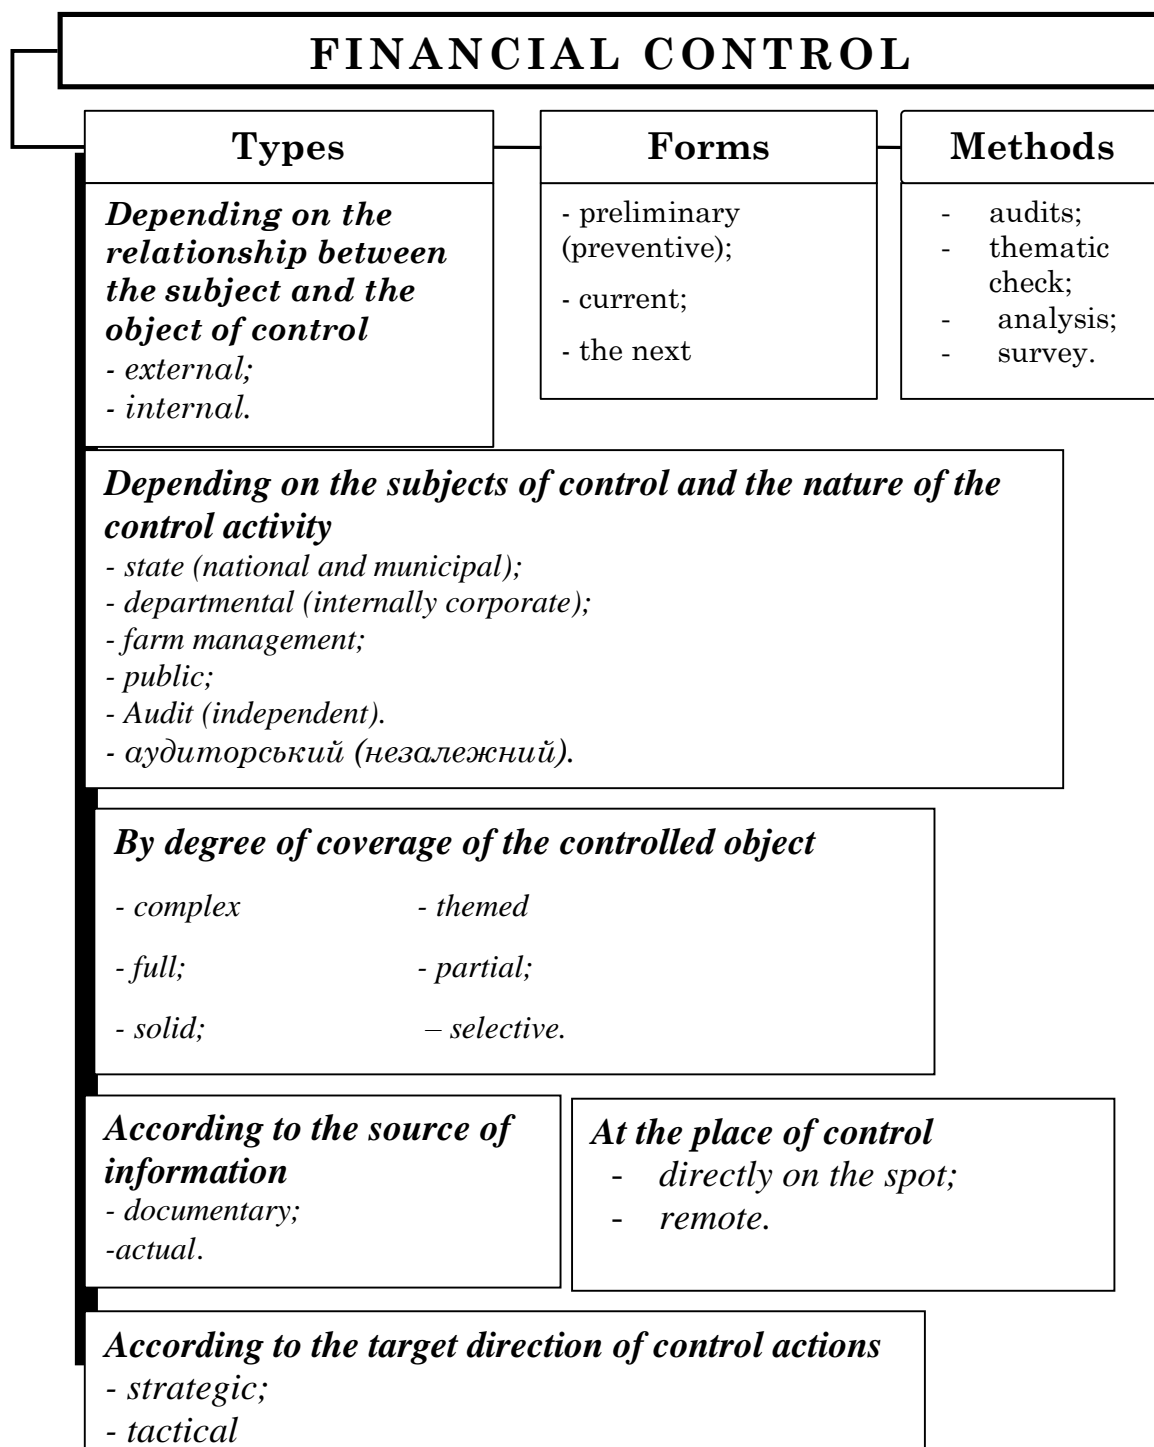 FINANCIAL CONTROL
Types
Forms
Methods
Depending on the
relationship between
the subject and the
object of control
- external;
- internal.
- preliminary
(preventive);
- current;
- the next
- audits;
- thematic
check;
- analysis;
- survey.
Depending on the subjects of control and the nature of the
control activity
- state (national and municipal);
- departmental (internally corporate);
- farm management;
- public;
- Audit (independent).
- аудиторський (незалежний).
By degree of coverage of the controlled object
- complex - themed
- full; - partial;
- solid; – selective.
According to the source of
information
- documentary;
-actual.
At the place of control
- directly on the spot;
- remote.
According to the target direction of control actions
- strategic;
- tactical